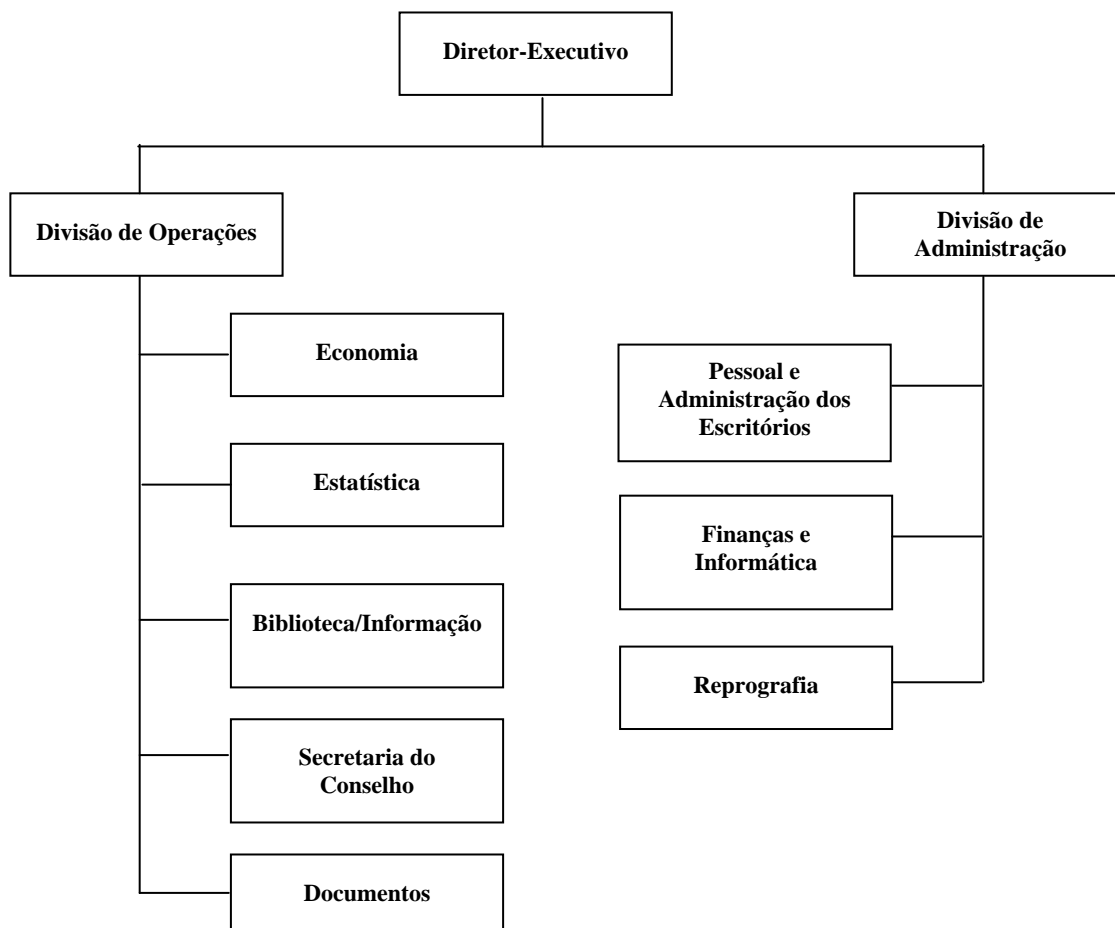 Diretor-Executivo
Divisão de Operações
Divisão de
Administração
Economia
Estatística
Biblioteca/Informação
Secretaria do
Conselho
Documentos
Pessoal e
Administração dos
Escritórios
Finanças e
Informática
Reprografia